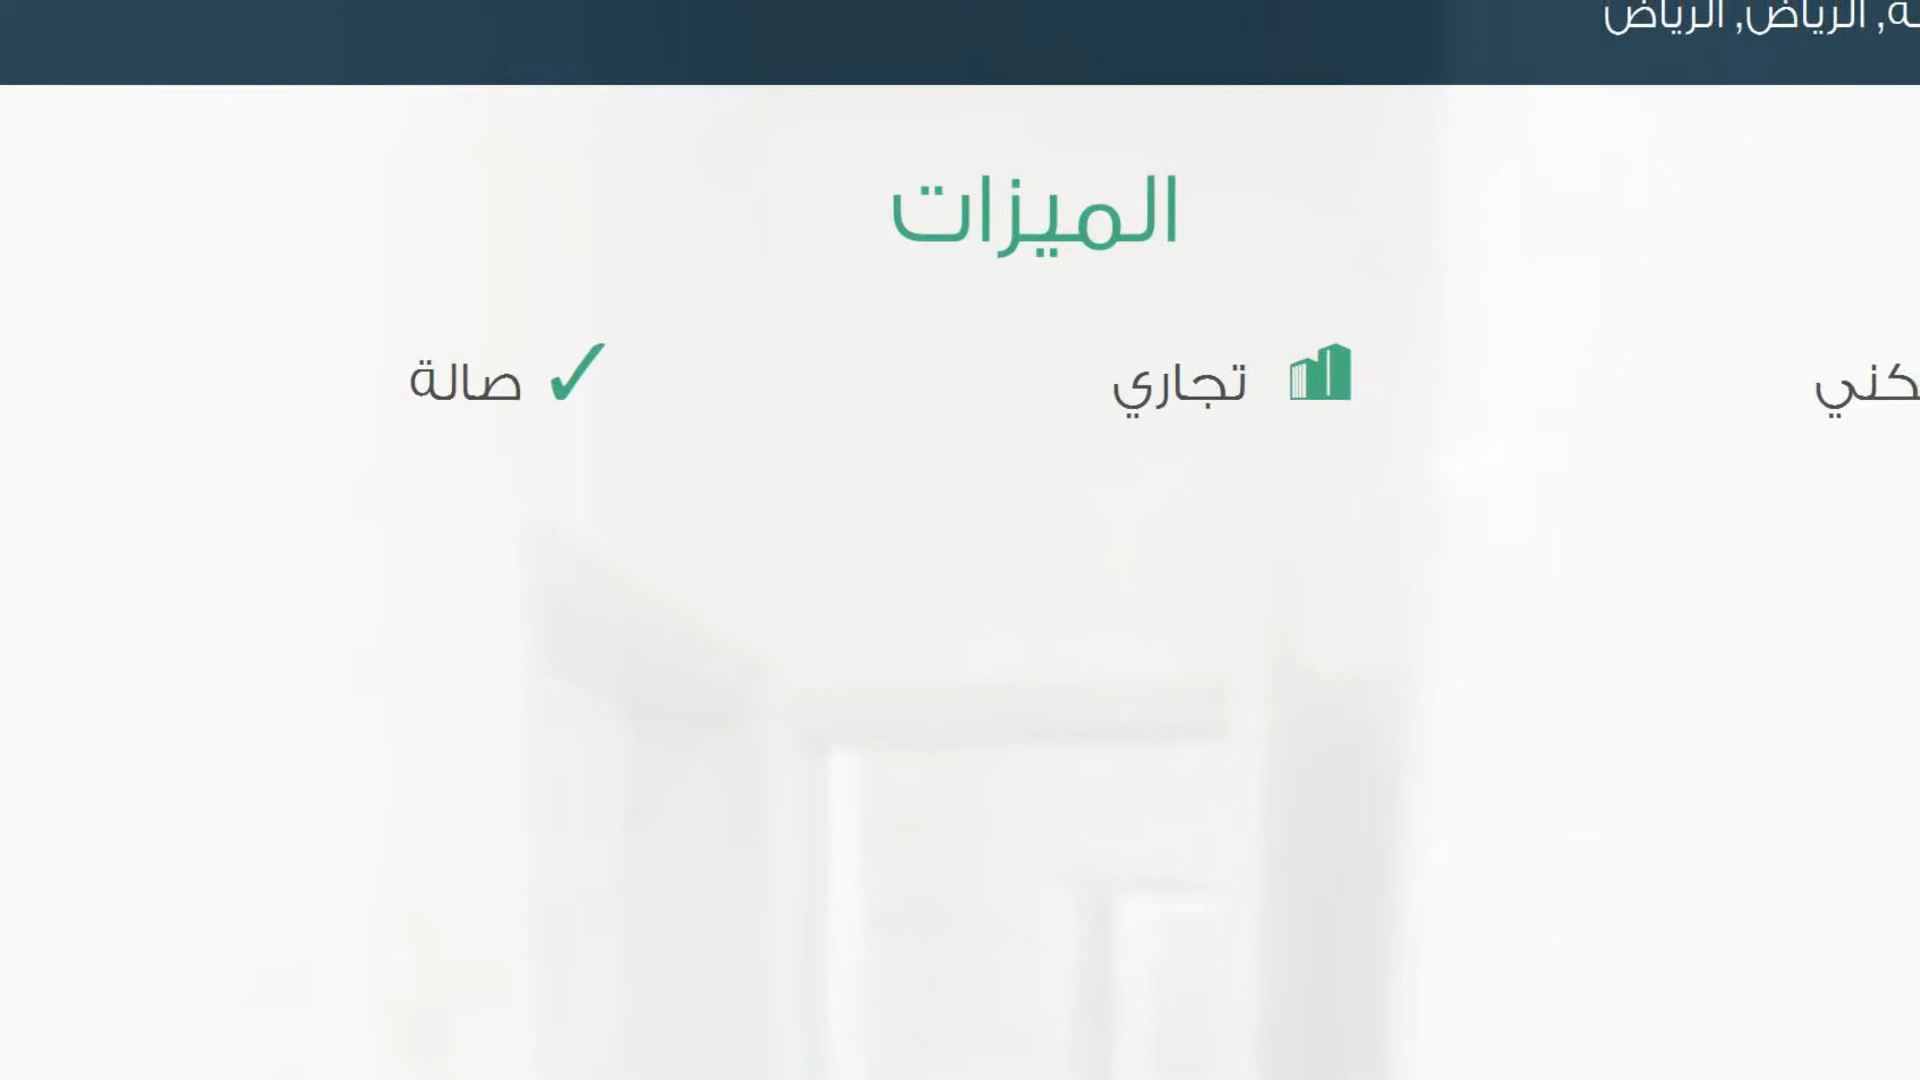 الرياض, الرياض
الميزات
تجاري
صالة